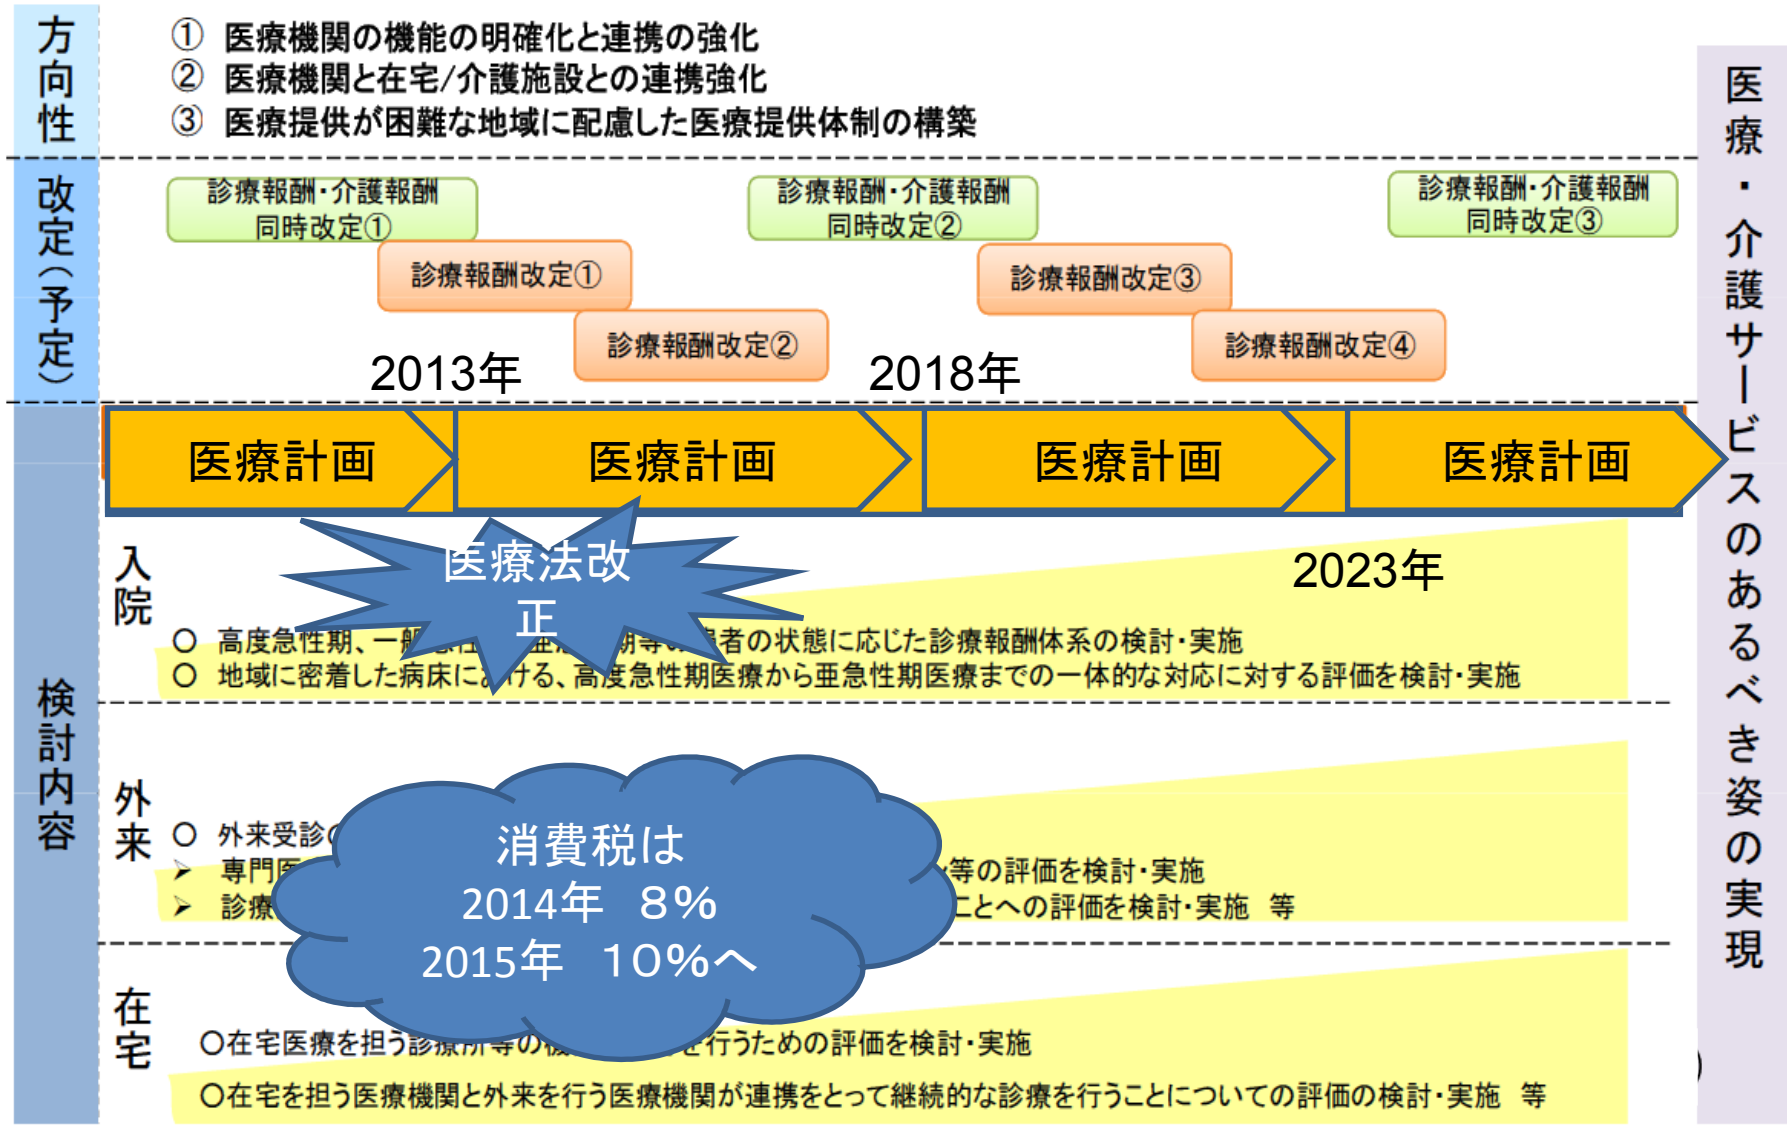 方向性
① 医療機関の機能の明確化と連携の強化
② 医療機関と在宅/介護施設との連携強化
③ 医療提供が困難な地域に配慮した医療提供体制の構築
改定（予定）
診療報酬・介護報酬
同時改定①
診療報酬・介護報酬
同時改定②
診療報酬・介護報酬
同時改定③
診療報酬改定①
診療報酬改定③
診療報酬改定②
診療報酬改定④
2013年
2018年
医療計画
医療計画
医療計画
医療計画
検討内容
入院
医療法改
正
2023年
○ 高度急性期、一般
者の状態に応じた診療報酬体系の検討・実施
○ 地域に密着した病床における、高度急性期医療から亜急性期医療までの一体的な対応に対する評価を検討・実施
外来
○ 外来受診
➢ 専門医
等の評価を検討・実施
➢ 診療
ことへの評価を検討・実施 等
消費税は
2014年 ８％
2015年 １０％へ
在宅
○在宅医療を担う診療所等の
を行うための評価を検討・実施
○在宅を担う医療機関と外来を行う医療機関が連携をとって継続的な診療を行うことについての評価の検討・実施 等
)
医療・介護サービスのあるべき姿の実現